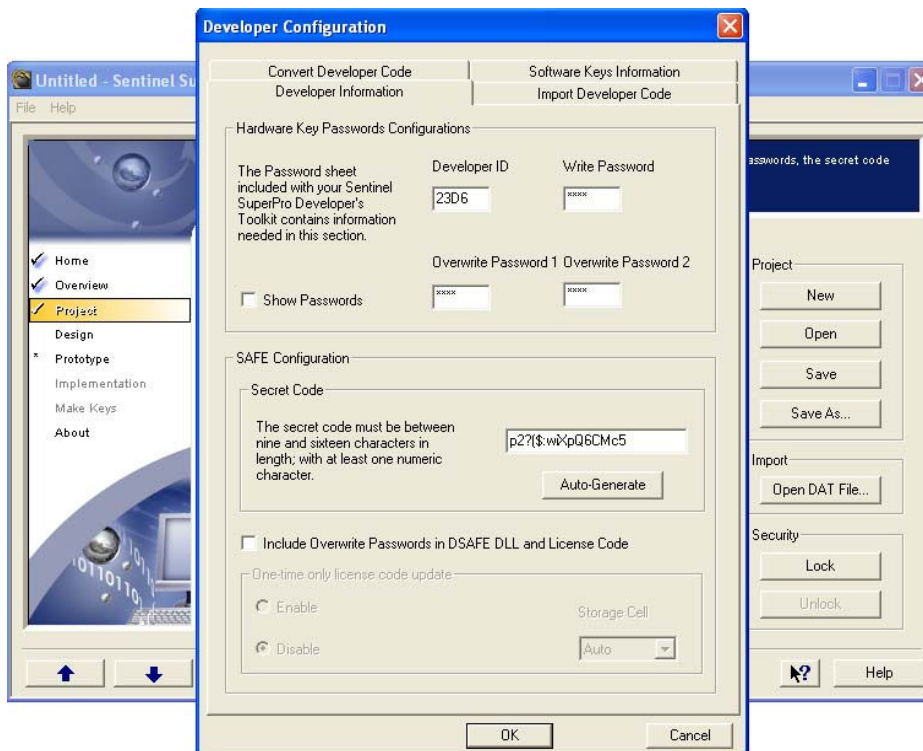 Developer Configuration
Untitled - Sentinel Su
File Help
Convert Developer Code
Software Keys Information
Developer Information
Import Developer Code
Hardware Key Passwords Configurations
The Password sheet
included with your Sentinel
SuperPro Developer's
Toolkit contains information
needed in this section.
Developer ID
Write Password
23D6
××××
Overwrite Password 1
Overwrite Password 2
××××
××××
Show Passwords
SAFE Configuration
Secret Code
The secret code must be between
nine and sixteen characters in
length; with at least one numeric
character.
p2?($:wiXpQ6CMc5
Auto-Generate
Include Overwrite Passwords in DSAFE DLL and License Code
One-time only license code update
Enable
Disable
Storage Cell
Auto
OK
Cancel
Home
Overview
Project
Design
* Prototype
Implementation
Make Keys
About
asswords, the secret code
Project
New
Open
Save
Save As...
Import
Open DAT File...
Security
Lock
Unlock
Help